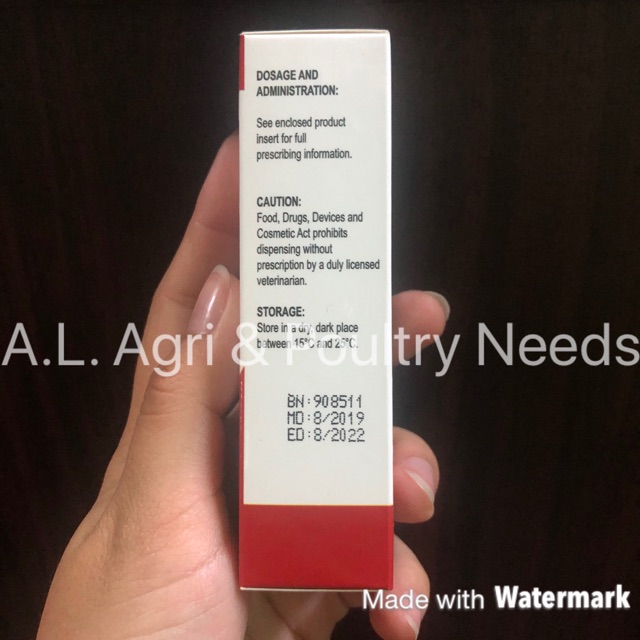 DOSAGE AND
ADMINISTRATION:
See enclosed product
insert for full
prescribing information.
CAUTION:
Food, Drugs, Devices and
Cosmetic Act prohibits
dispensing without
prescription by a duly licensed
veterinarian.
STORAGE:
Store in a dry, dark place
between 15°C and 25°C.
A.L. Agri & Poultry Needs
BN:908511
MD:8/2019
ED:8/2022
Made with Watermark